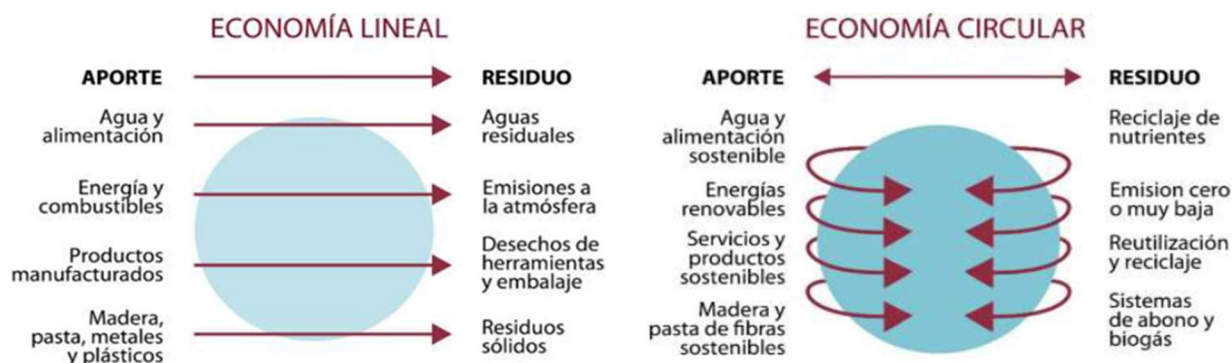 ECONOMÍA LINEAL
APORTE
RESIDUO
Agua y
alimentación
Aguas
residuales
Energía y
combustibles
Emisiones a
la atmósfera
Productos
manufacturados
Desechos de
herramientas
y embalaje
Madera,
pasta, metales
y plásticos
Residuos
sólidos
ECONOMÍA CIRCULAR
APORTE
RESIDUO
Agua y
alimentación
sostenible
Reciclaje de
nutrientes
Energías
renovables
Emision cero
o muy baja
Servicios y
productos
sostenibles
Reutilización
y reciclaje
Madera y
pasta de fibras
sostenibles
Sistemas
de abono y
biogás